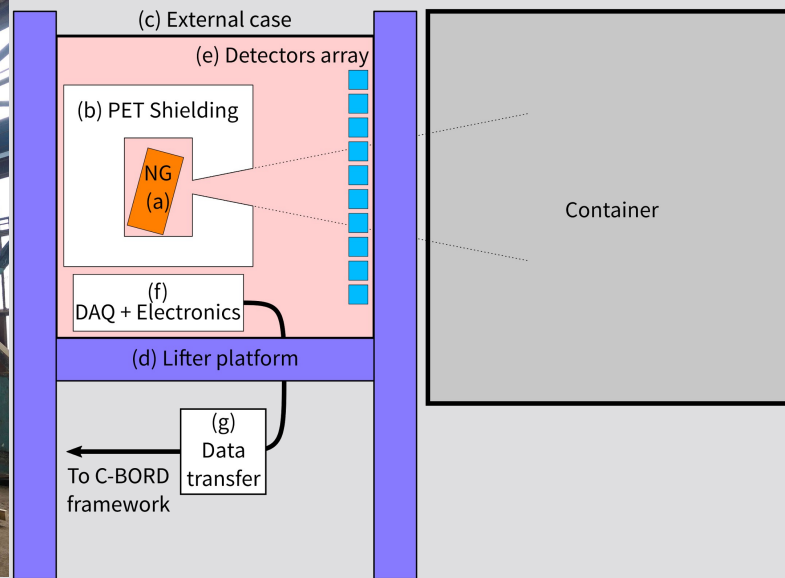 (c) External case
(e) Detectors array
(b) PET Shielding
NG
(a)
Container
(f)
DAQ + Electronics
(d) Lifter platform
(g)
Data
transfer
To C-BORD
framework